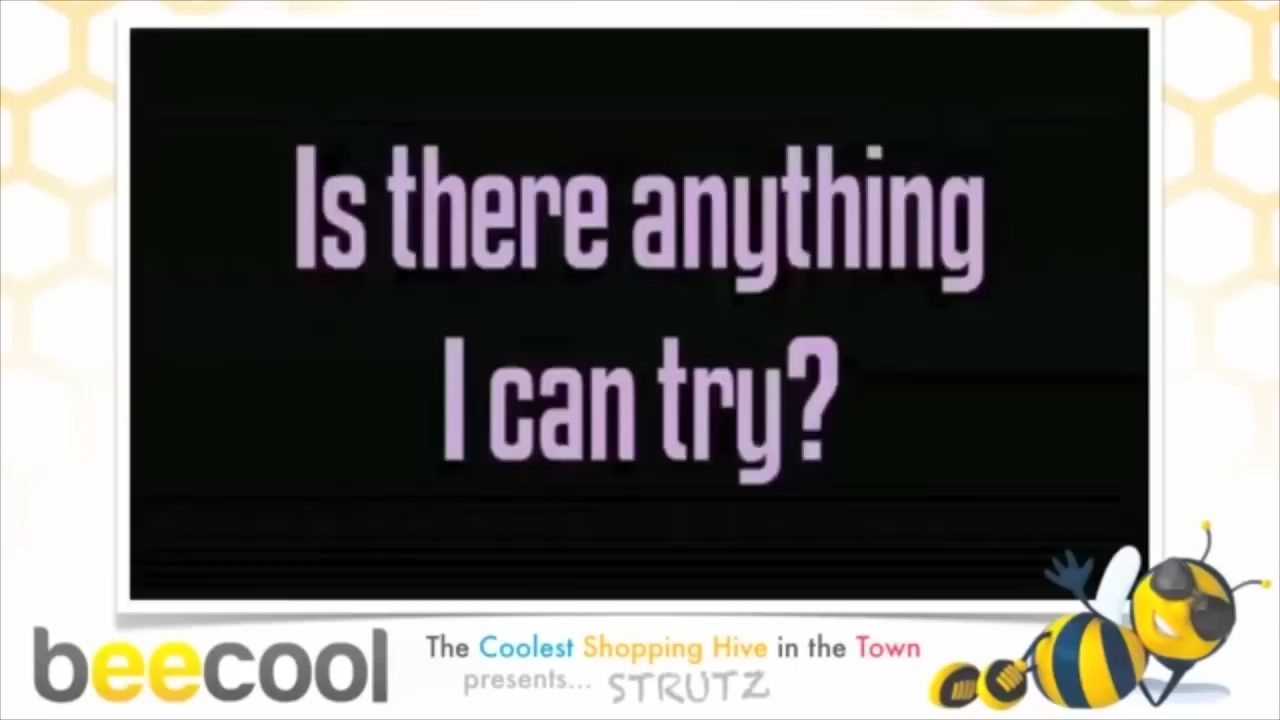 Is there anything
I can try?
beecool
The Coolest Shopping Hive in the Town
presents... STRUTZ